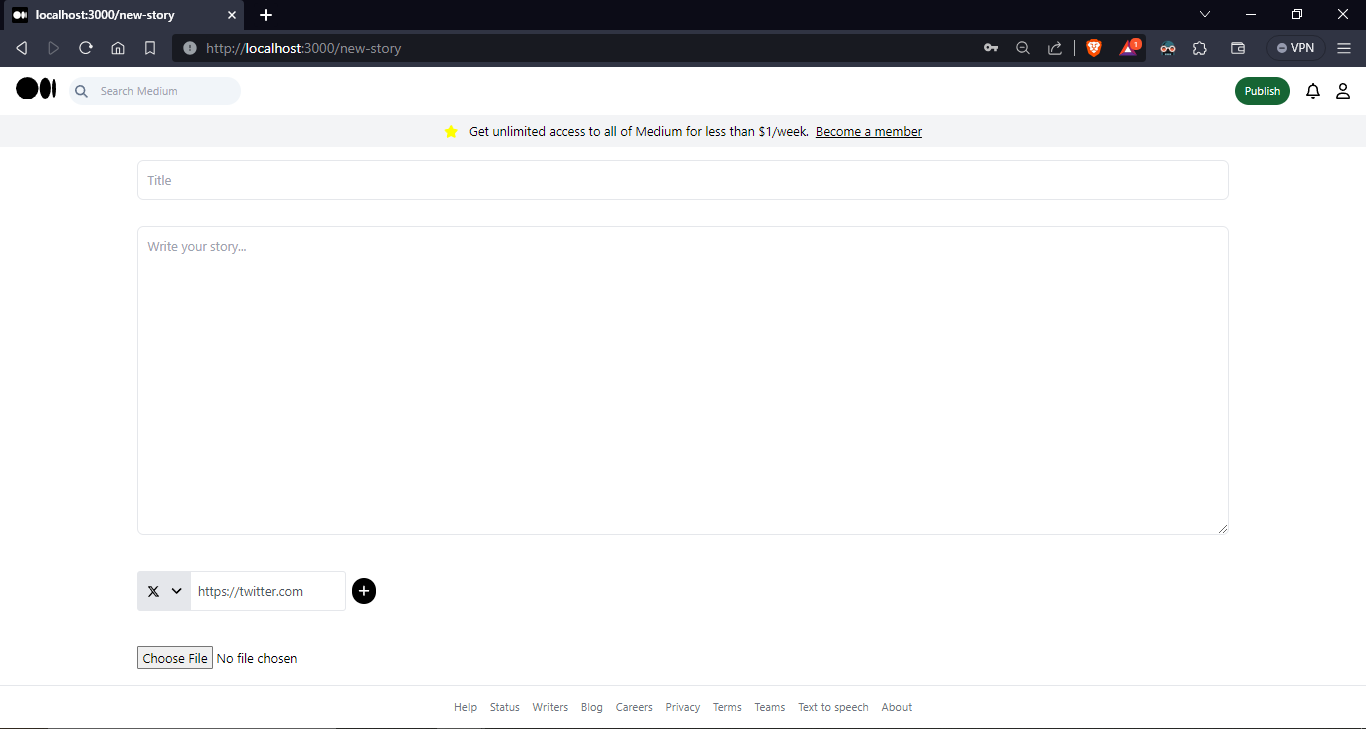 localhost:3000/new-story
http://localhost:3000/new-story
1
VPN
Search Medium
Publish
Get unlimited access to all of Medium for less than $1/week. Become a member
Title
Write your story...
X https://twitter.com
Choose File No file chosen
Help Status Writers Blog Careers Privacy Terms Teams Text to speech About